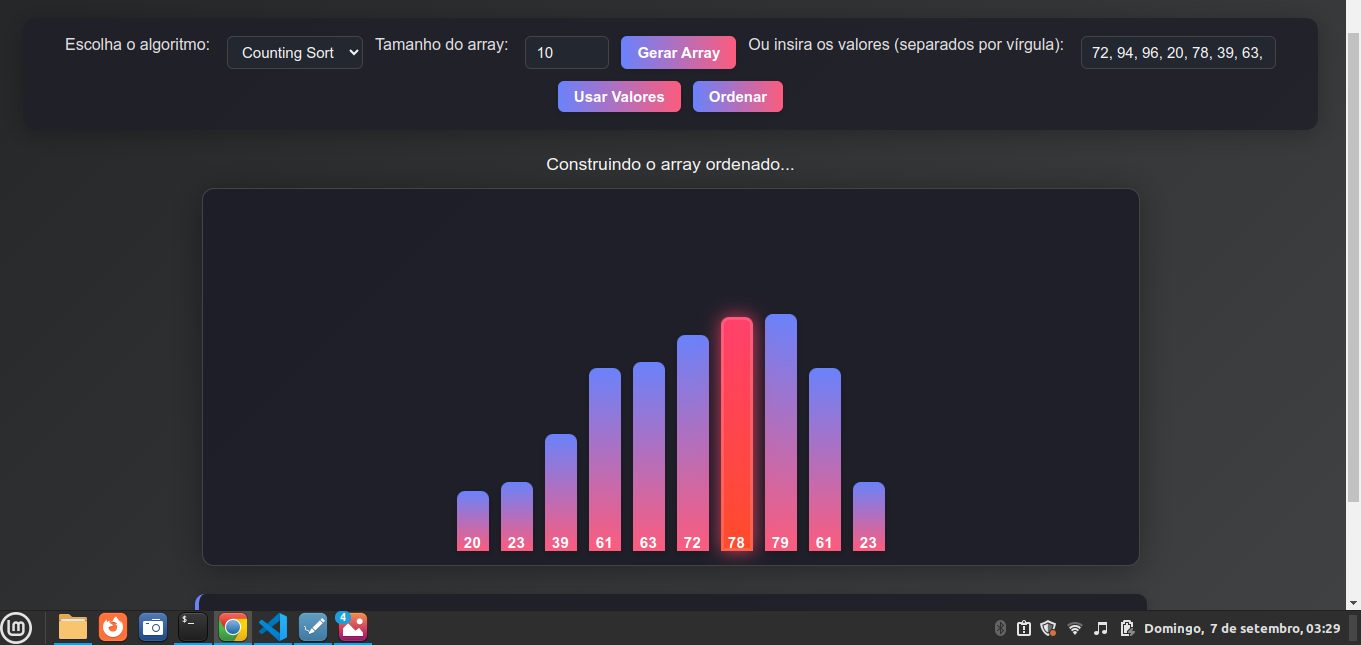 Escolha o algoritmo: Counting Sort Tamanho do array: 10 Gerar Array Ou insira os valores (separados por vírgula): 72, 94, 96, 20, 78, 39, 63,
Usar Valores Ordenar
Construindo o array ordenado...
20 23 39 61 63 72 78 79 61 23
4
Domingo, 7 de setembro, 03:29